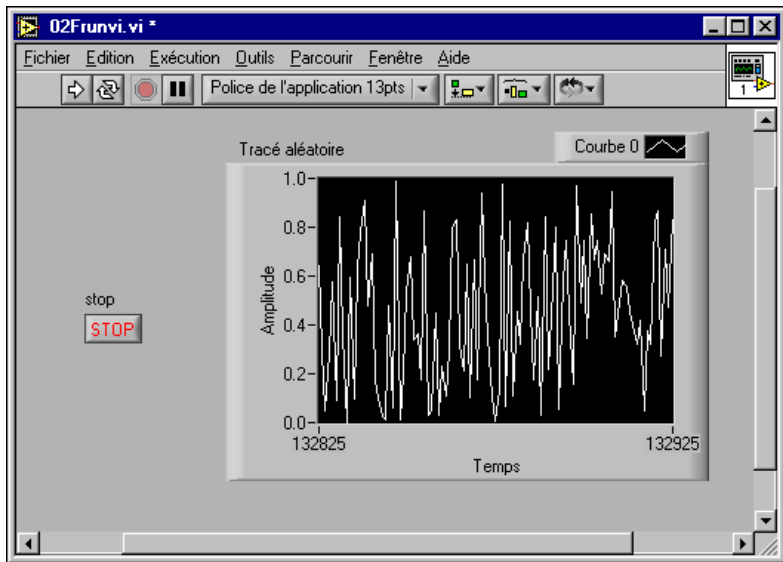 02Frunvi.vi *
Fichier Edition Exécution Outils Parcourir Fenêtre Aide
Police de l'application 13pts
1
Tracé aléatoire
Courbe 0
1.0
0.8
0.6
0.4
0.2
0.0
Amplitude
132825
132925
Temps
stop
STOP